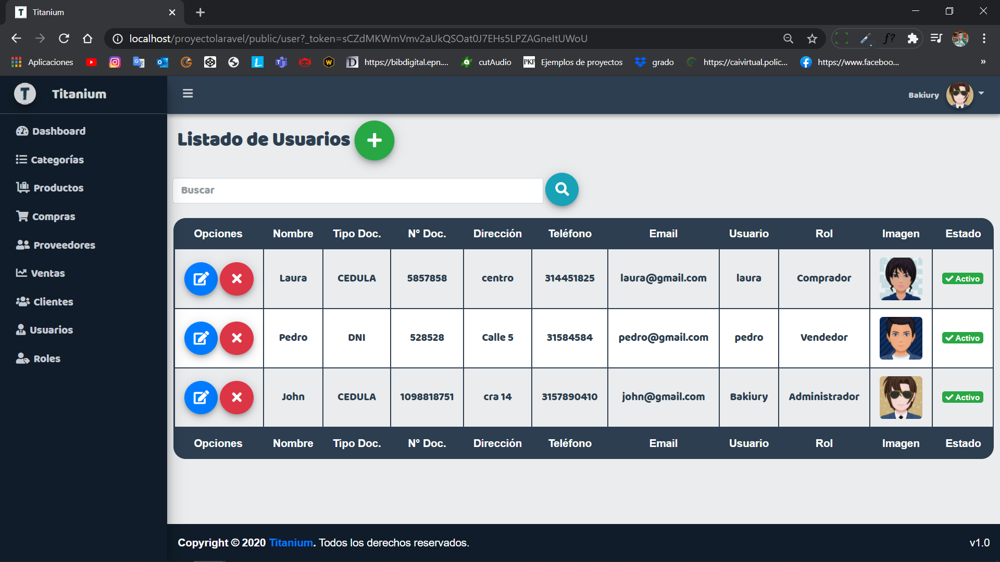 Titanium
localhost/proyectolaravel/public/user?_token=sCZdMKWmVmv2aUkQSOat0J7EHs5LPZAGneItUWoU
f?
Aplicaciones
https://bibdigital.epn....
cutAudio
PKP
Ejemplos de proyectos
grado
https://caivirtual.polic...
https://www.faceboo...
»
T
Titanium
Bakiury
Dashboard
Categorías
Productos
Compras
Proveedores
Ventas
Clientes
Usuarios
Roles
Listado de Usuarios
Buscar
Opciones Nombre Tipo Doc. N° Doc. Dirección Teléfono Email Usuario Rol Imagen Estado
Laura CEDULA 5857858 centro 314451825 laura@gmail.com laura Comprador Activo
Pedro DNI 528528 Calle 5 31584584 pedro@gmail.com pedro Vendedor Activo
John CEDULA 1098818751 cra 14 3157890410 john@gmail.com Bakiury Administrador Activo
Opciones Nombre Tipo Doc. N° Doc. Dirección Teléfono Email Usuario Rol Imagen Estado
Copyright © 2020 Titanium. Todos los derechos reservados.
v1.0